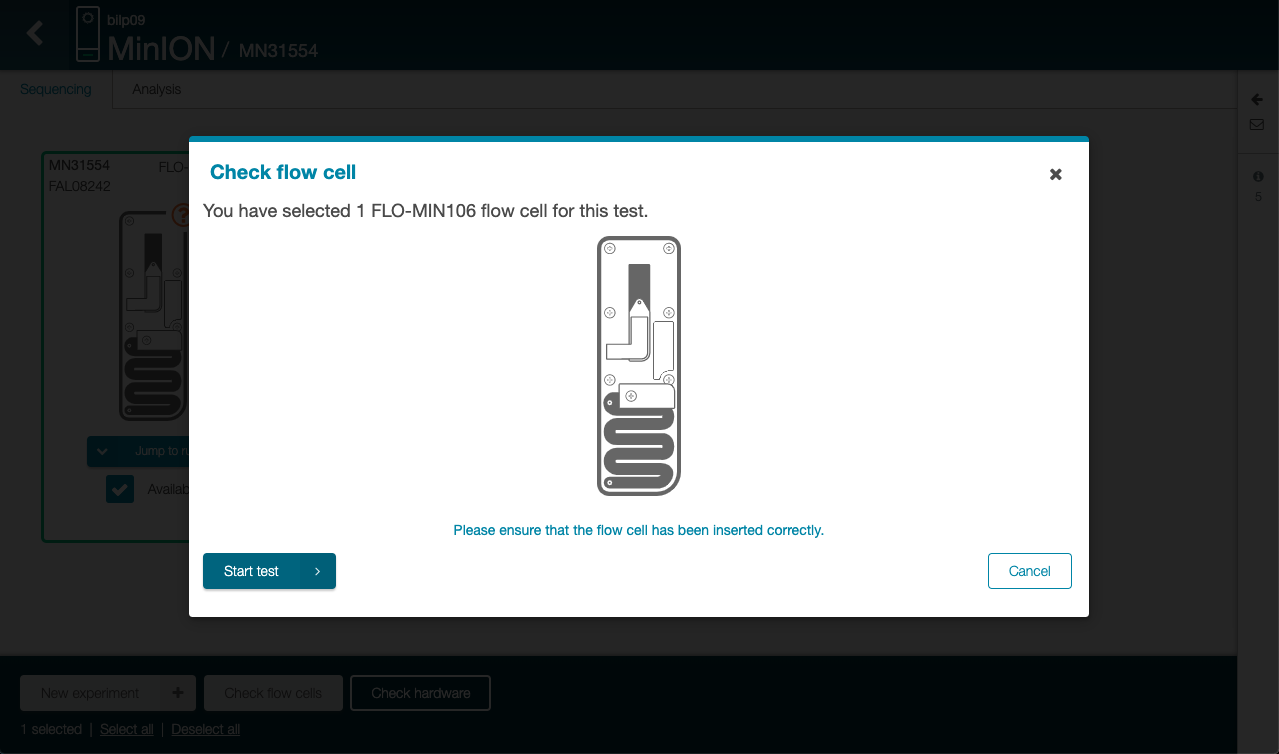 bilp09
MinION / MN31554
Sequencing Analysis
MN31554 FLO-
FAL08242
?
Jump to ru
Availab
5
Check flow cell
You have selected 1 FLO-MIN106 flow cell for this test.
Please ensure that the flow cell has been inserted correctly.
Start test
Cancel
New experiment
Check flow cells
Check hardware
1 selected | Select all | Deselect all